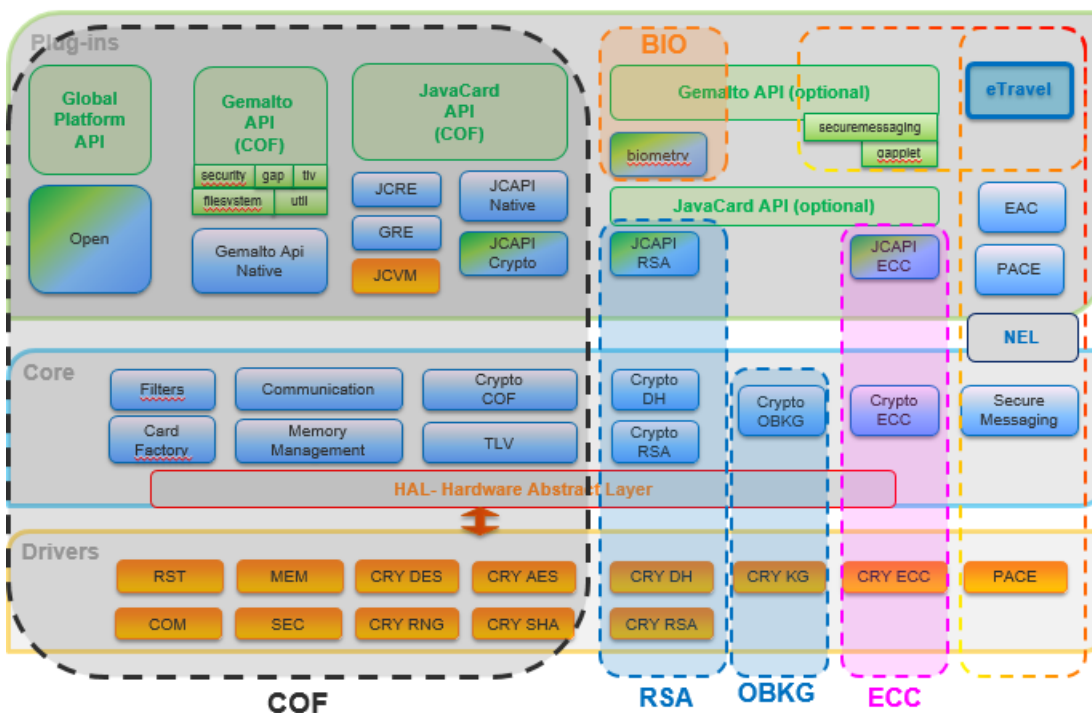 Plug-ins
BIO
Global
Platform
API
Gemalto
API
(COF)
JavaCard
API
(COF)
Gemalto API (optional)
eTravel
securemessaging
gapplet
security
gap
tlv
filesystem
util
biometry
JCRE
JCAPI
Native
JavaCard API (optional)
EAC
Open
Gemalto Api
Native
GRE
JCAPI
Crypto
JCAPI
RSA
JCAPI
ECC
PACE
JCVM
NEL
Core
Filters
Communication
Crypto
COF
Crypto
DH
Crypto
OBKG
Crypto
ECC
Secure
Messaging
Card
Factory
Memory
Management
TLV
Crypto
RSA
HAL- Hardware Abstract Layer
Drivers
RST
MEM
CRY DES
CRY AES
CRY DH
CRY KG
CRY ECC
PACE
COM
SEC
CRY RNG
CRY SHA
CRY RSA
COF
RSA
OBKG
ECC